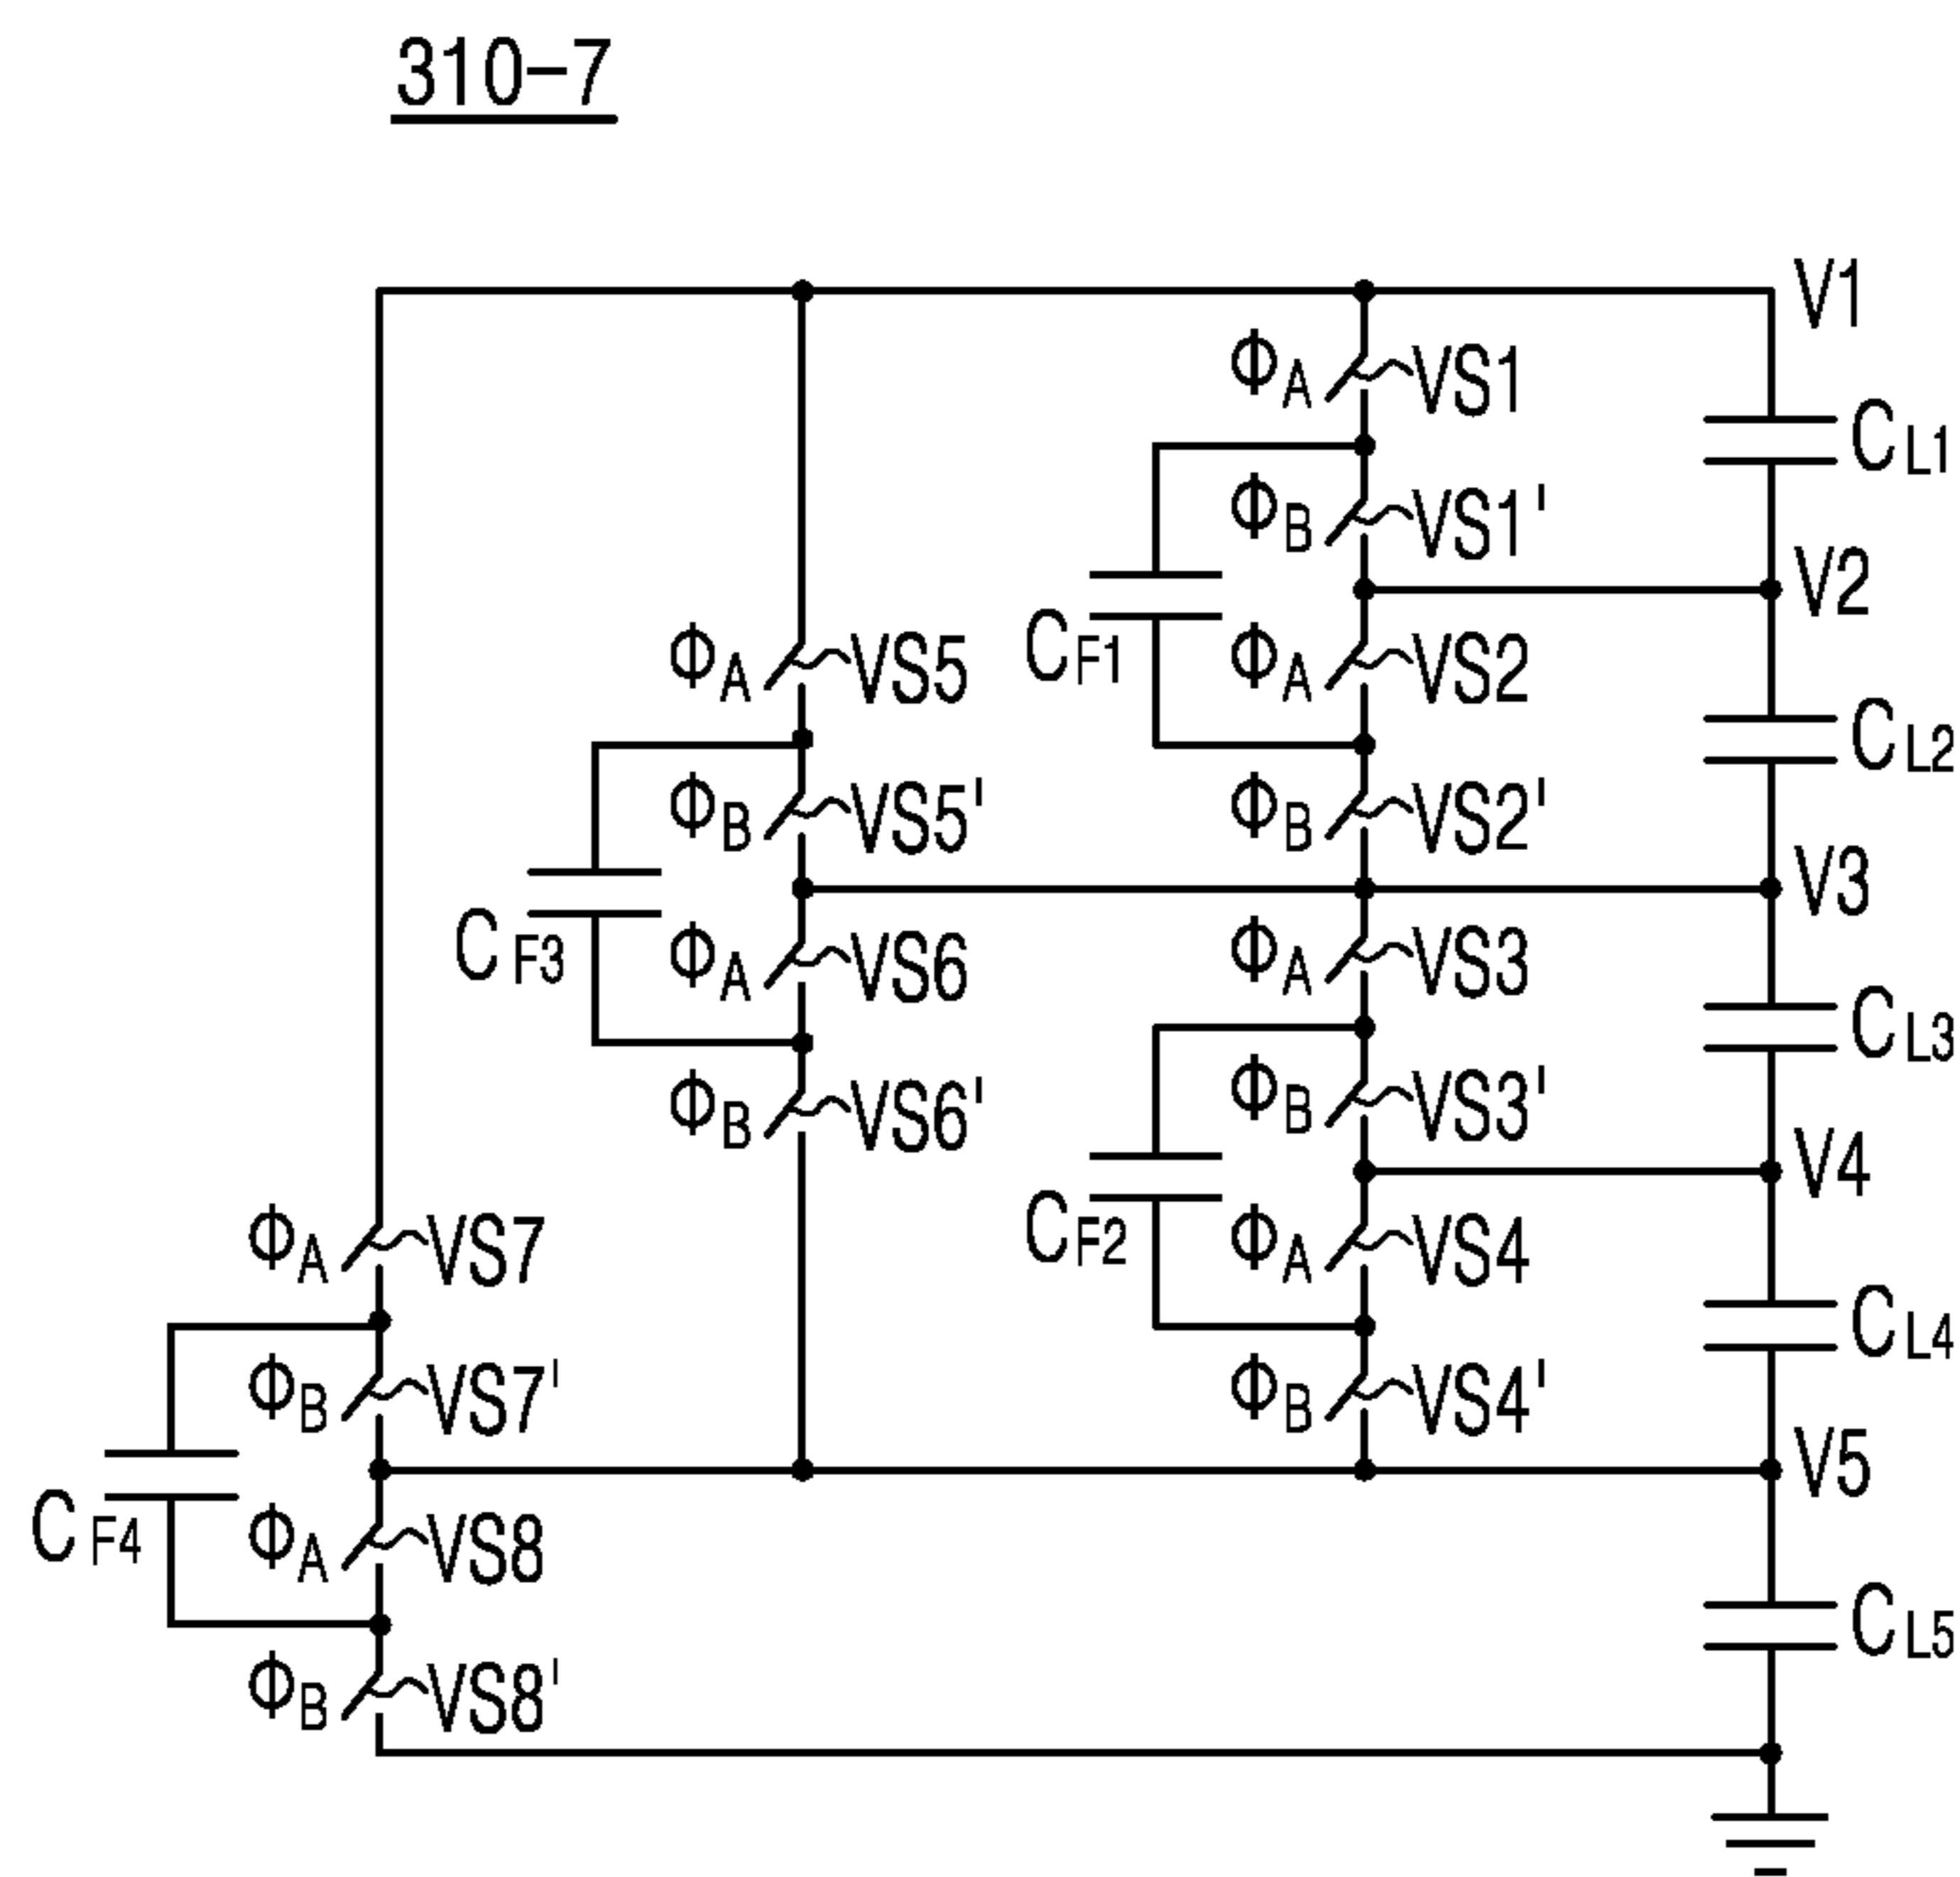 310-7
V1
ΦA VS1
CL1
ΦB VS1'
V2
CF1
ΦA VS5
ΦA VS2
CL2
ΦB VS5'
ΦB VS2'
V3
CF3
ΦA VS6
ΦA VS3
CL3
ΦB VS6'
ΦB VS3'
V4
CF2
ΦA VS7
ΦA VS4
CL4
ΦB VS7'
ΦB VS4'
V5
CF4
ΦA VS8
CL5
ΦB VS8'